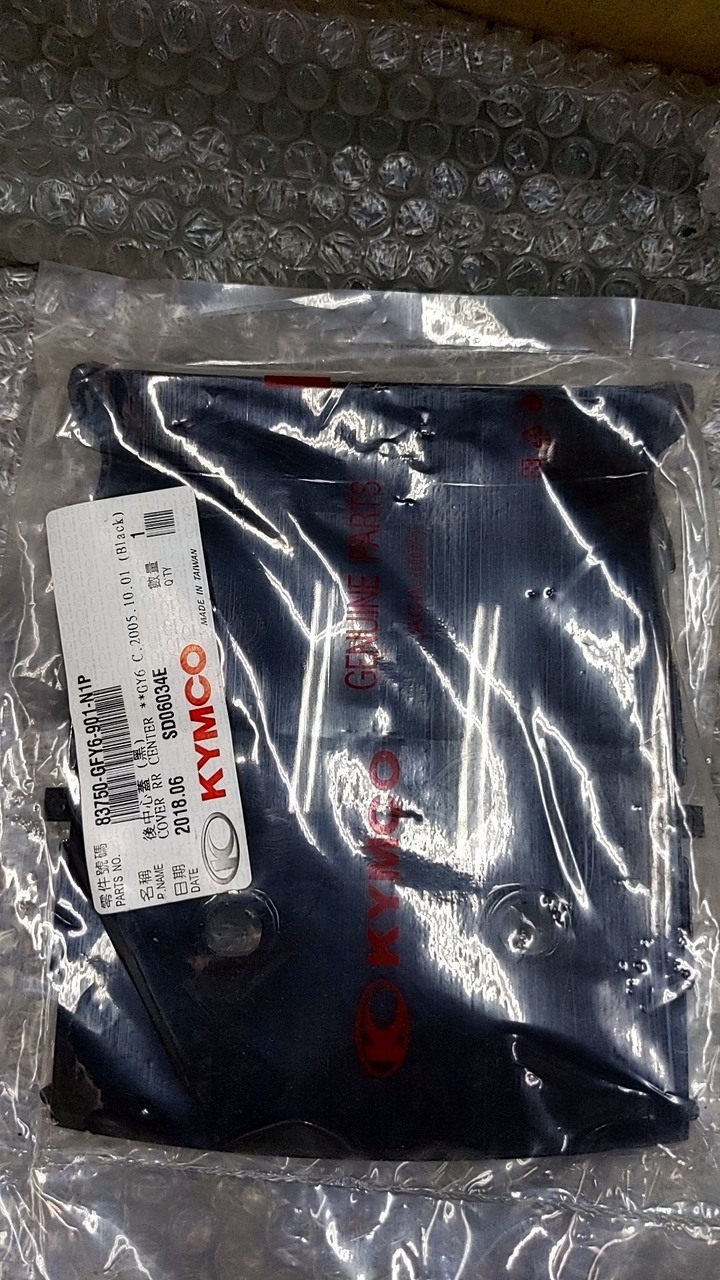 零件號碼
PARTS NO.
83750-GFY6-901-N1P
名稱
P.NAME
後中心蓋 (黑)
COVER RR CENTER **GY6 C.2005.10.01 (Black)
日期
DATE
2018.06
SD06034E
數量
Q'TY
1
KYMCO
MADE IN TAIWAN
KYMCO
GENUINE PARTS